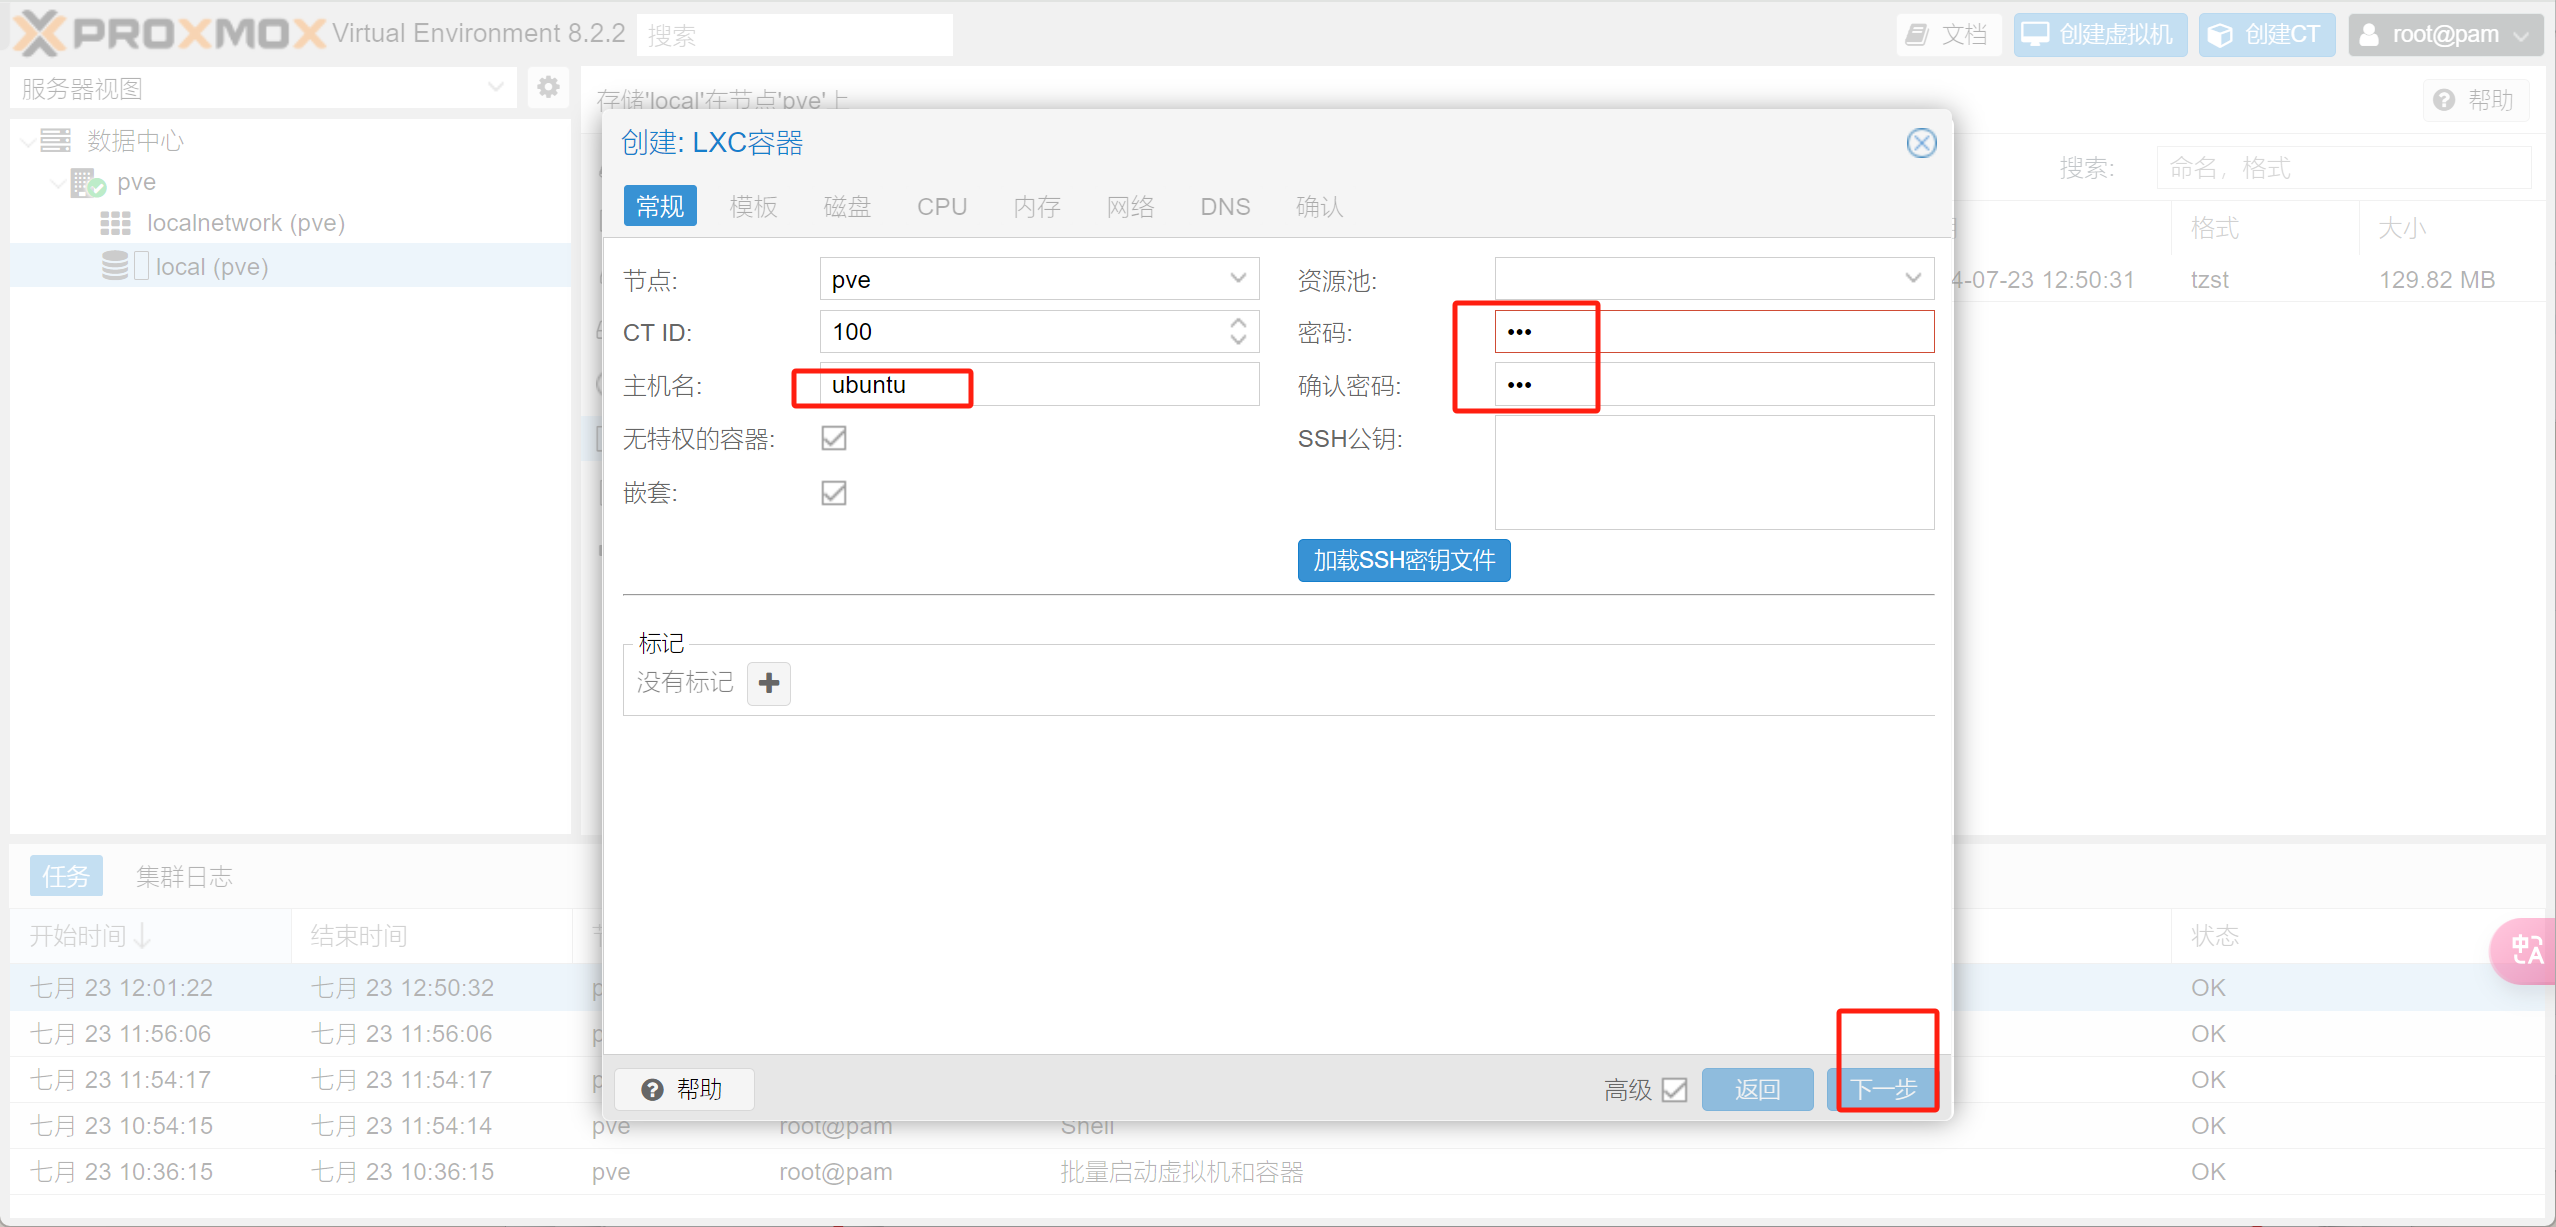 PROXMOX Virtual Environment 8.2.2 搜索 文档 创建虚拟机 创建CT root@pam
服务器视图
存储'local'在节点'pve'上 帮助
数据中心
pve
localnetwork (pve)
local (pve)
搜索: 命名，格式
格式 大小
4-07-23 12:50:31 tzst 129.82 MB
创建: LXC容器
常规 模板 磁盘 CPU 内存 网络 DNS 确认
节点: pve 资源池:
CT ID: 100 密码: •••
主机名: ubuntu 确认密码: •••
无特权的容器: SSH公钥:
嵌套:
加载SSH密钥文件
标记
没有标记
帮助 高级 返回 下一步
任务 集群日志
开始时间 结束时间 状态
七月 23 12:01:22 七月 23 12:50:32 OK
七月 23 11:56:06 七月 23 11:56:06 OK
七月 23 11:54:17 七月 23 11:54:17 OK
七月 23 10:54:15 七月 23 11:54:14 pve root@pam Shell OK
七月 23 10:36:15 七月 23 10:36:15 pve root@pam 批量启动虚拟机和容器 OK
中A